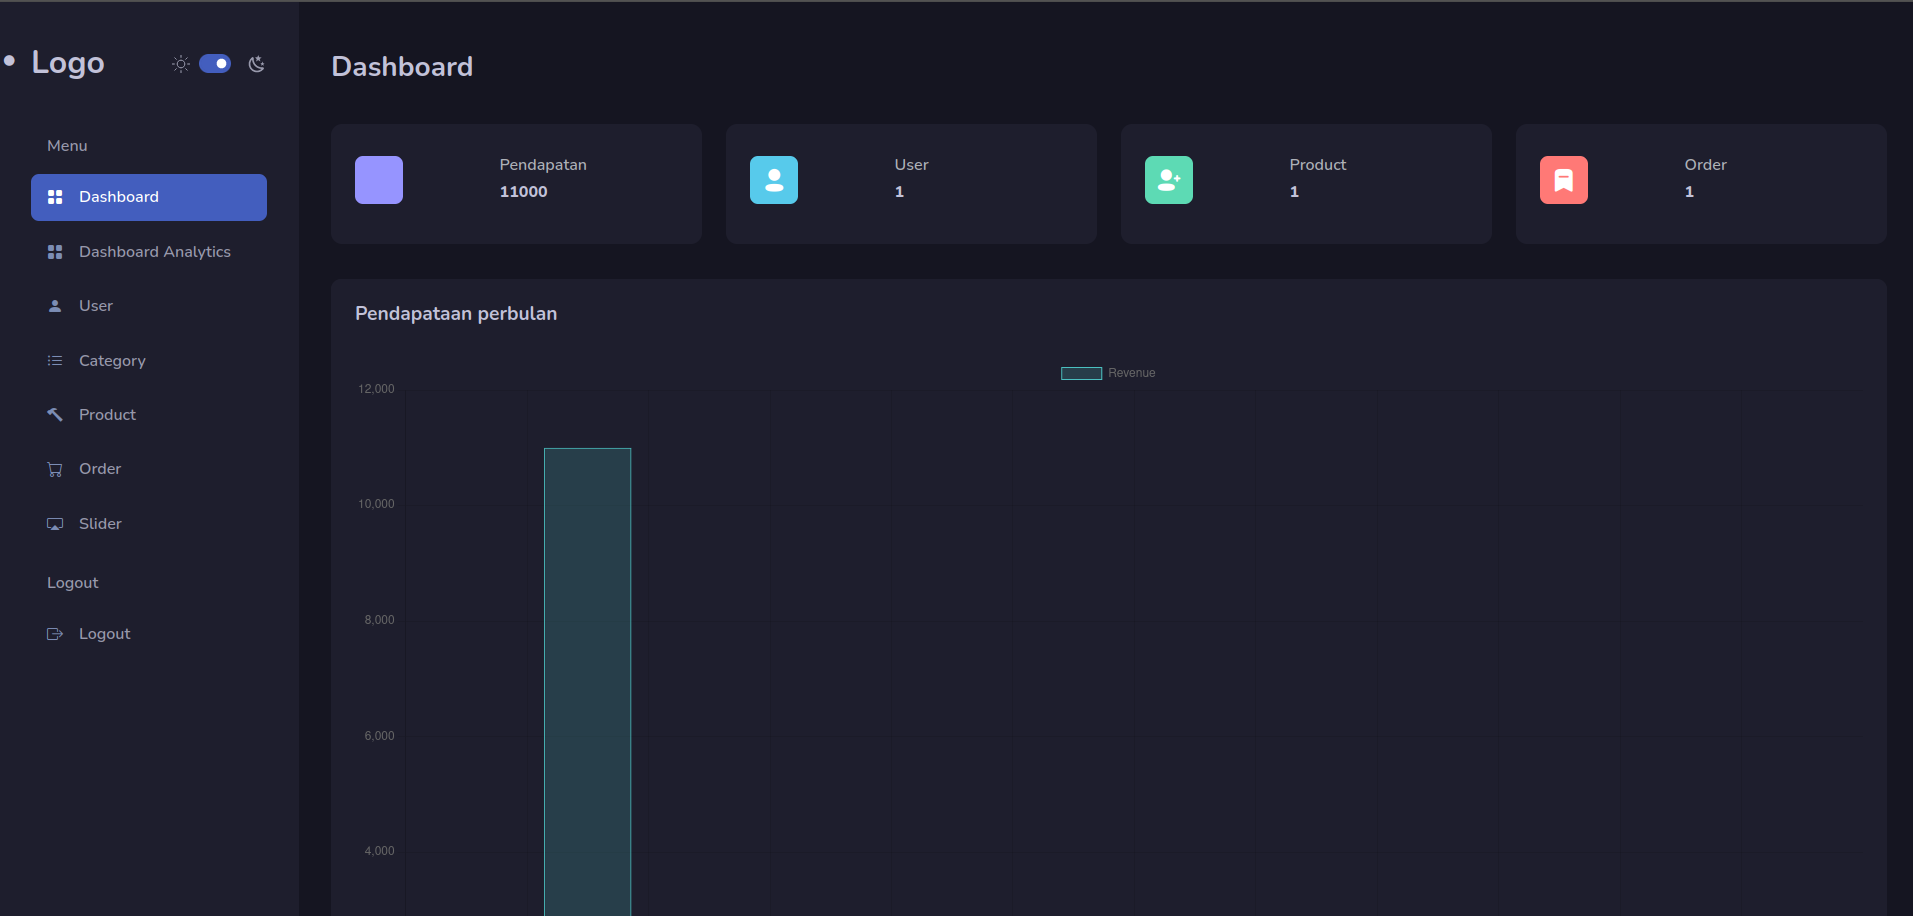 Logo
Menu
Dashboard
Dashboard Analytics
User
Category
Product
Order
Slider
Logout
Logout
Dashboard
Pendapatan
11000
User
1
Product
1
Order
1
Pendapataan perbulan
Revenue
12,000
10,000
8,000
6,000
4,000